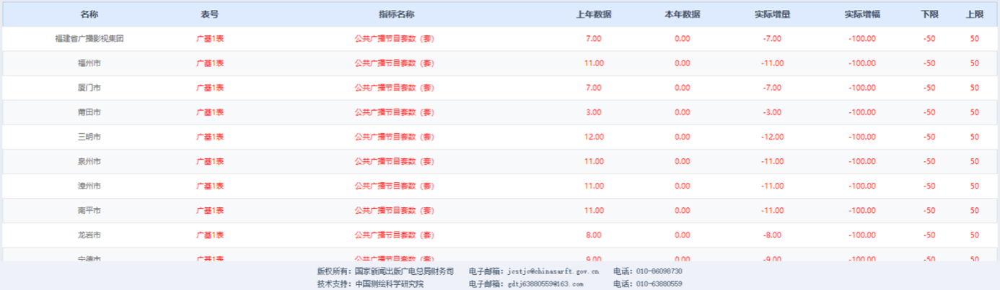 名称 表号 指标名称 上年数据 本年数据 实际增量 实际增幅 下限 上限
福建省广播影视集团 广基1表 公共广播节目套数（套） 7.00 0.00 -7.00 -100.00 -50 50
福州市 广基1表 公共广播节目套数（套） 11.00 0.00 -11.00 -100.00 -50 50
厦门市 广基1表 公共广播节目套数（套） 7.00 0.00 -7.00 -100.00 -50 50
莆田市 广基1表 公共广播节目套数（套） 3.00 0.00 -3.00 -100.00 -50 50
三明市 广基1表 公共广播节目套数（套） 12.00 0.00 -12.00 -100.00 -50 50
泉州市 广基1表 公共广播节目套数（套） 11.00 0.00 -11.00 -100.00 -50 50
漳州市 广基1表 公共广播节目套数（套） 11.00 0.00 -11.00 -100.00 -50 50
南平市 广基1表 公共广播节目套数（套） 11.00 0.00 -11.00 -100.00 -50 50
龙岩市 广基1表 公共广播节目套数（套） 8.00 0.00 -8.00 -100.00 -50 50
宁德市 广基1表 公共广播节目套数（套） 9.00 0.00 -9.00 -100.00 -50 50
版权所有：国家新闻出版广电总局财务司 电子邮箱：jcstjc@chinasarft.gov.cn 电话：010-86098730
技术支持：中国测绘科学研究院 电子邮箱：gdtj63880559@163.com 电话：010-63880559